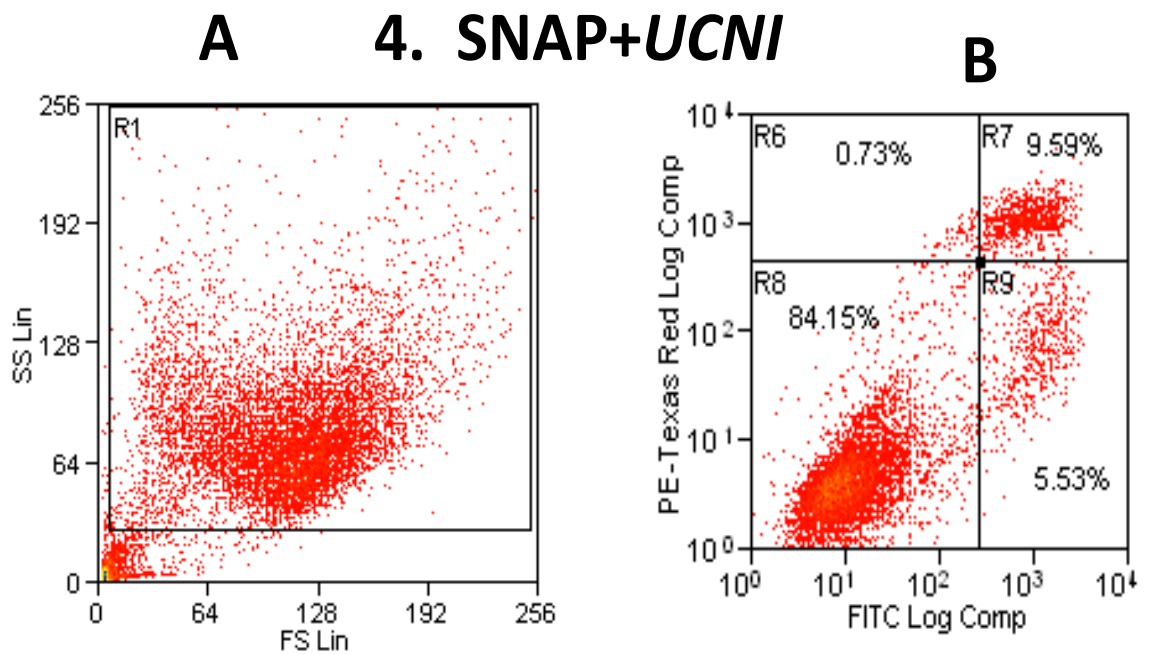 A
4. SNAP+UCNI
B
256
192
128
64
0
SS Lin
R1
0
64
128
192
256
FS Lin
10⁴
10³
10²
10¹
10⁰
PE-Texas Red Log Comp
R6
0.73%
R7
9.59%
R8
84.15%
R9
5.53%
10⁰
10¹
10²
10³
10⁴
FITC Log Comp